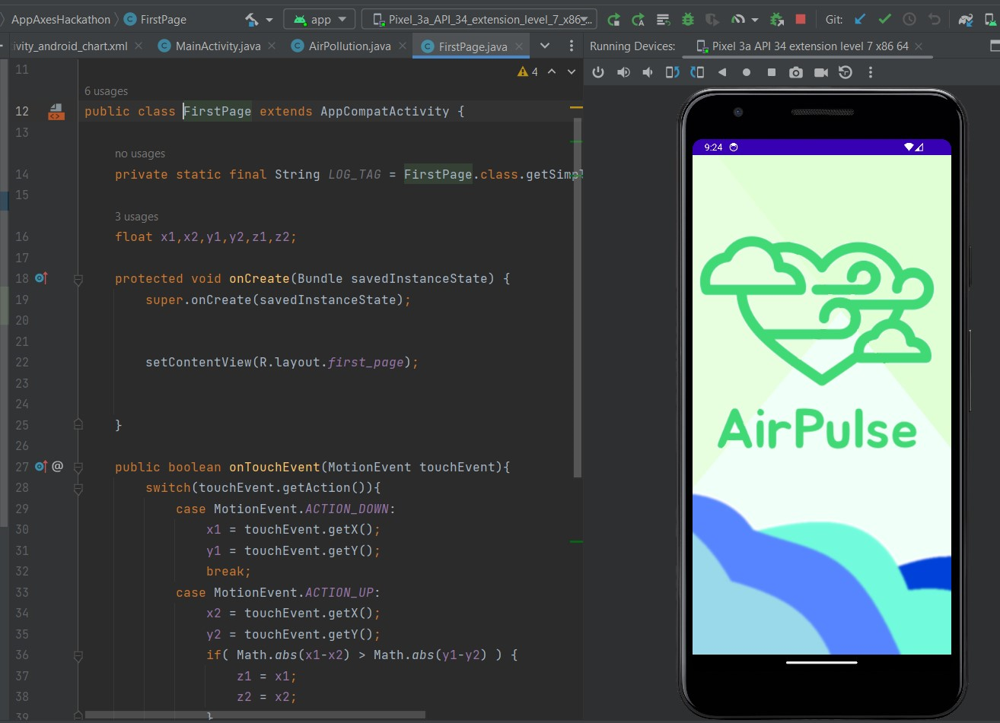 AppAxesHackathon FirstPage app Pixel_3a_API_34_extension_level_7_x86_... Git:
ivity_android_chart.xml MainActivity.java AirPollution.java FirstPage.java Running Devices: Pixel 3a API 34 extension level 7 x86 64
11 4
6 usages
12 public class FirstPage extends AppCompatActivity {
13
no usages
14 private static final String LOG_TAG = FirstPage.class.getSimpl
15
3 usages
16 float x1,x2,y1,y2,z1,z2;
17
18 protected void onCreate(Bundle savedInstanceState) {
19 super.onCreate(savedInstanceState);
20
21
22 setContentView(R.layout.first_page);
23
24
25 }
26
27 @ public boolean onTouchEvent(MotionEvent touchEvent){
28 switch(touchEvent.getAction()){
29 case MotionEvent.ACTION_DOWN:
30 x1 = touchEvent.getX();
31 y1 = touchEvent.getY();
32 break;
33 case MotionEvent.ACTION_UP:
34 x2 = touchEvent.getX();
35 y2 = touchEvent.getY();
36 if( Math.abs(x1-x2) > Math.abs(y1-y2) ) {
37 z1 = x1;
38 z2 = x2;
39 }
9:24
AirPulse